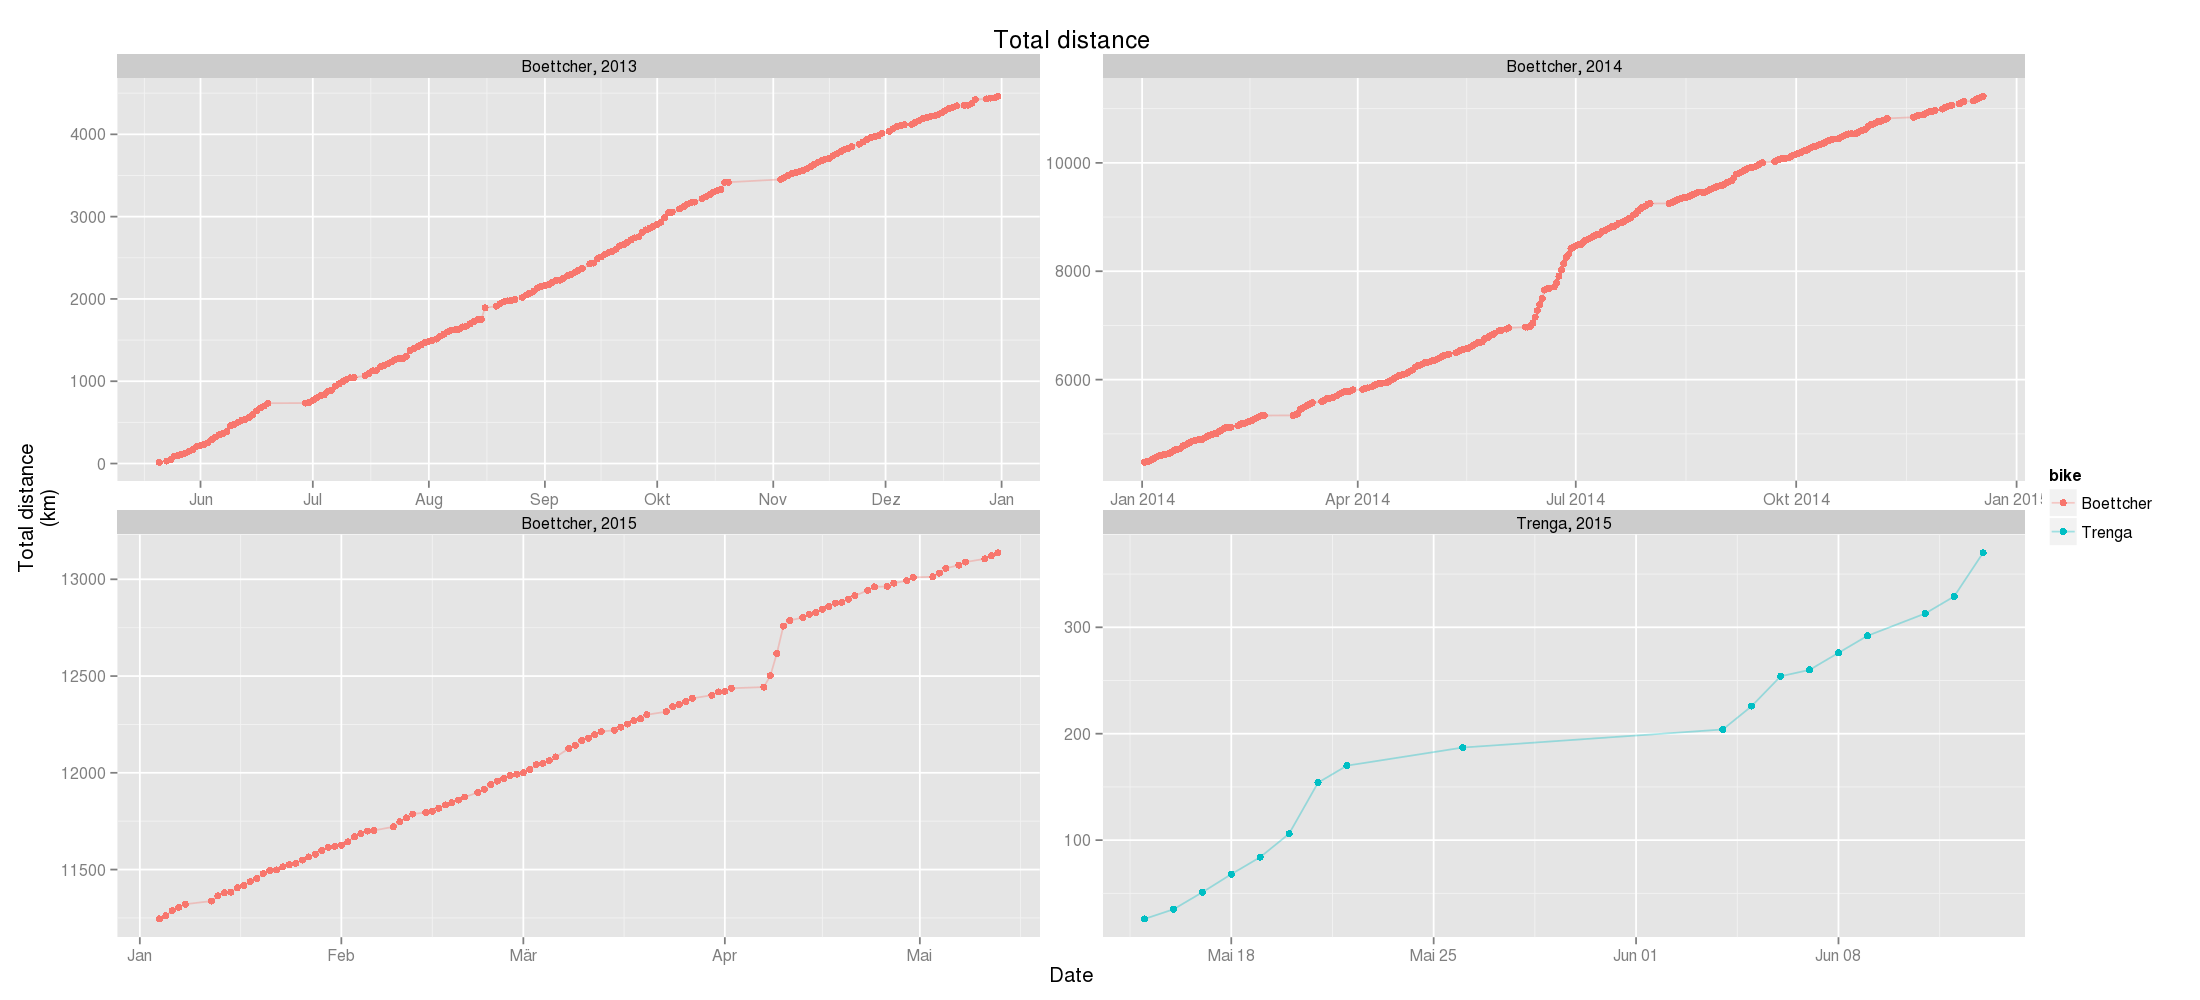 Total distance
Boettcher, 2013
Boettcher, 2014
4000
3000
2000
1000
0
Jun Jul Aug Sep Okt Nov Dez Jan
10000
8000
6000
Jan 2014 Apr 2014 Jul 2014 Okt 2014 Jan 201
Total distance
(km)
Boettcher, 2015
Trenga, 2015
13000
12500
12000
11500
Jan Feb Mär Apr Mai
300
200
100
Mai 18 Mai 25 Jun 01 Jun 08
Date
bike
Boettcher
Trenga